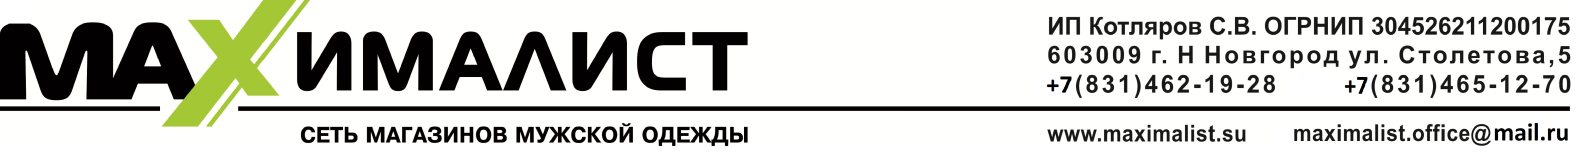 МАХИМАЛИСТ
СЕТЬ МАГАЗИНОВ МУЖСКОЙ ОДЕЖДЫ
ИП Котляров С.В. ОГРНИП 304526211200175
603009 г. Н Новгород ул. Столетова,5
+7(831)462-19-28 +7(831)465-12-70
www.maximalist.su maximalist.office@mail.ru